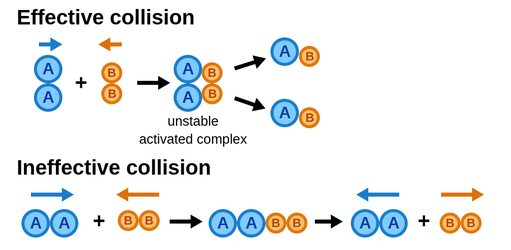 Effective collision
A A + B B A B A B A B A B
unstable
activated complex
Ineffective collision
A A + B B A A B B A A + B B